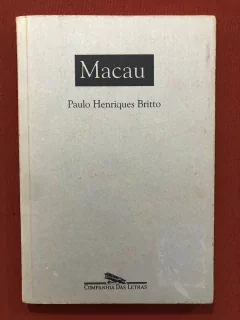 Macau
Paulo Henriques Britto
Companhia Das Letras